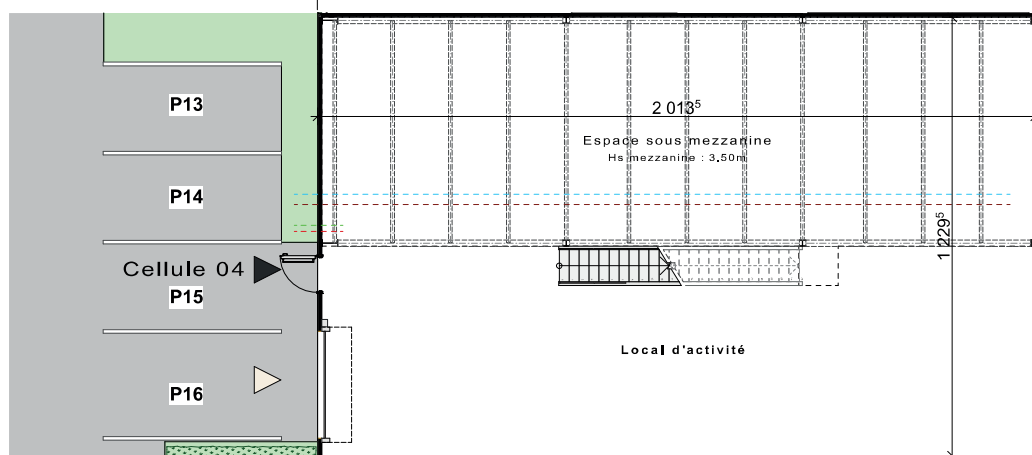 P13
2 013⁵
Espace sous mezzanine
Hs mezzanine : 3,50m
P14
1 229⁵
Cellule 04
P15
Local d'activité
P16